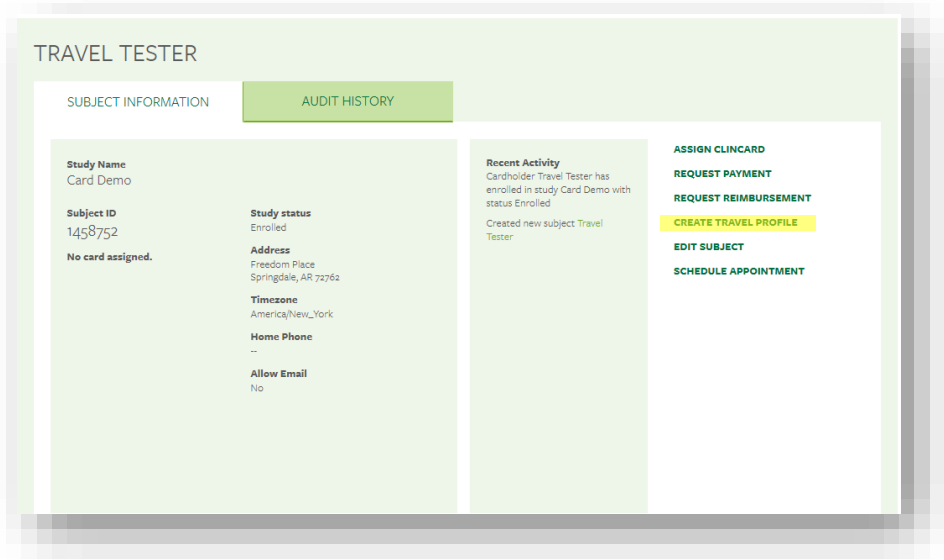 TRAVEL TESTER
SUBJECT INFORMATION
AUDIT HISTORY
Study Name
Card Demo
Subject ID
1458752
No card assigned.
Study status
Enrolled
Address
Freedom Place
Springdale, AR 72762
Timezone
America/New_York
Home Phone
--
Allow Email
No
Recent Activity
Cardholder Travel Tester has
enrolled in study Card Demo with
status Enrolled
Created new subject Travel
Tester
ASSIGN CLINCARD
REQUEST PAYMENT
REQUEST REIMBURSEMENT
CREATE TRAVEL PROFILE
EDIT SUBJECT
SCHEDULE APPOINTMENT